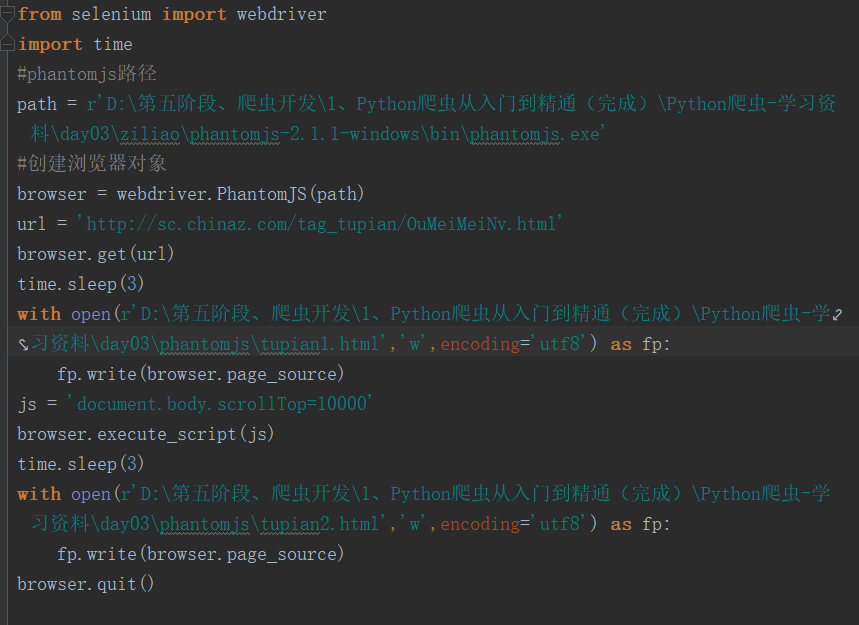 from selenium import webdriver
import time
#phantomjs路径
path = r'D:\第五阶段、爬虫开发\1、Python爬虫从入门到精通（完成）\Python爬虫-学习资
料\day03\ziliao\phantomjs-2.1.1-windows\bin\phantomjs.exe'
#创建浏览器对象
browser = webdriver.PhantomJS(path)
url = 'http://sc.chinaz.com/tag_tupian/OuMeiMeiNv.html'
browser.get(url)
time.sleep(3)
with open(r'D:\第五阶段、爬虫开发\1、Python爬虫从入门到精通（完成）\Python爬虫-学
习资料\day03\phantomjs\tupian1.html','w',encoding='utf8') as fp:
    fp.write(browser.page_source)
js = 'document.body.scrollTop=10000'
browser.execute_script(js)
time.sleep(3)
with open(r'D:\第五阶段、爬虫开发\1、Python爬虫从入门到精通（完成）\Python爬虫-学
习资料\day03\phantomjs\tupian2.html','w',encoding='utf8') as fp:
    fp.write(browser.page_source)
browser.quit()